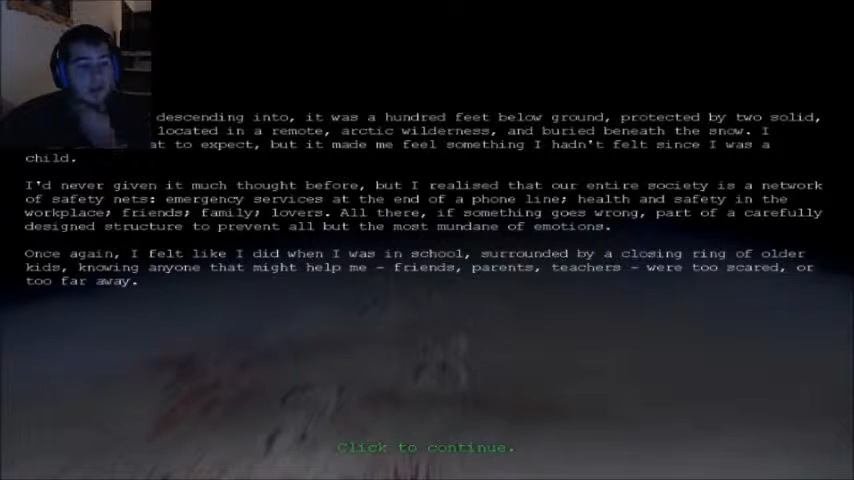 descending into, it was a hundred feet below ground, protected by two solid,
located in a remote, arctic wilderness, and buried beneath the snow. I
to expect, but it made me feel something I hadn't felt since I was a
child.
I'd never given it much thought before, but I realised that our entire society is a network
of safety nets: emergency services at the end of a phone line; health and safety in the
workplace; friends; family; lovers. All there, if something goes wrong, part of a carefully
designed structure to prevent all but the most mundane of emotions.
Once again, I felt like I did when I was in school, surrounded by a closing ring of older
kids, knowing anyone that might help me - friends, parents, teachers - were too scared, or
too far away.
Click to continue.